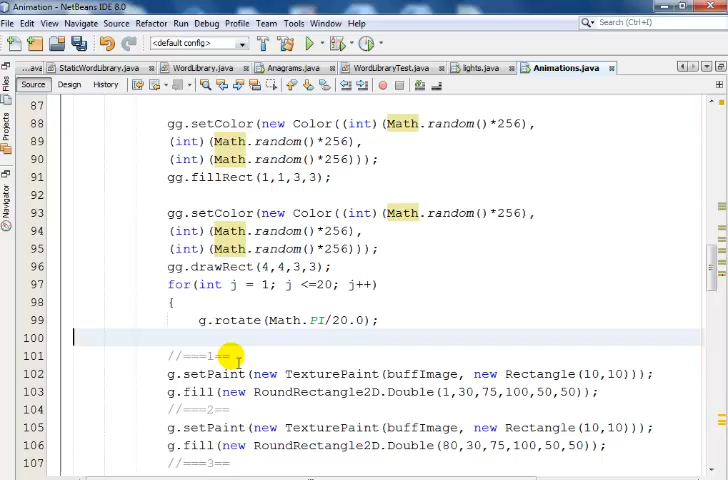 Animation - NetBeans IDE 8.0
File Edit View Navigate Source Refactor Run Debug Profile Team Tools Window Help
Search (Ctrl+I)
<default config>
...ava StaticWordLibrary.java WordLibrary.java Anagrams.java WordLibraryTest.java lights.java Animations.java
Source Design History
Files
Projects
Navigator
87
88 gg.setColor(new Color((int)(Math.random()*256),
89 (int)(Math.random()*256),
90 (int)(Math.random()*256)));
91 gg.fillRect(1,1,3,3);
92
93 gg.setColor(new Color((int)(Math.random()*256),
94 (int)(Math.random()*256),
95 (int)(Math.random()*256)));
96 gg.drawRect(4,4,3,3);
97 for(int j = 1; j <=20; j++)
98 {
99 g.rotate(Math.PI/20.0);
100
101 //===1==
102 g.setPaint(new TexturePaint(buffImage, new Rectangle(10,10)));
103 g.fill(new RoundRectangle2D.Double(1,30,75,100,50,50));
104 //===2==
105 g.setPaint(new TexturePaint(buffImage, new Rectangle(10,10)));
106 g.fill(new RoundRectangle2D.Double(80,30,75,100,50,50));
107 //===3==